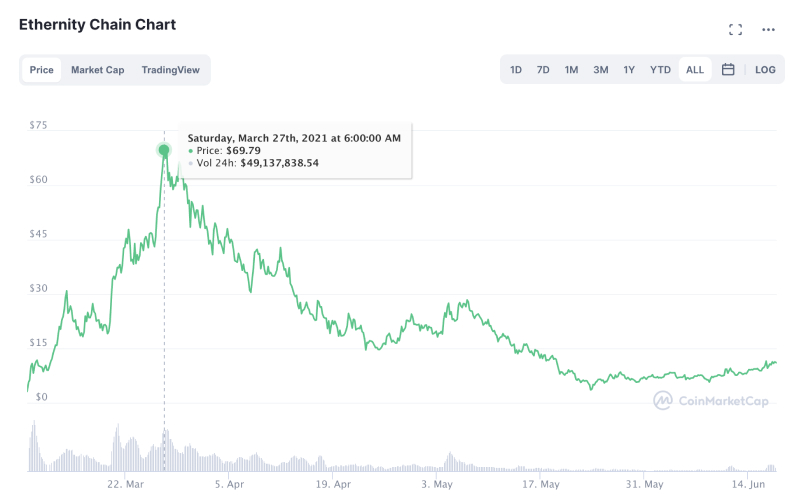 Ethernity Chain Chart
Price Market Cap TradingView
1D 7D 1M 3M 1Y YTD ALL LOG
$75
Saturday, March 27th, 2021 at 6:00:00 AM
Price: $69.79
Vol 24h: $49,137,838.54
$60
$45
$30
$15
$0
CoinMarketCap
22. Mar 5. Apr 19. Apr 3. May 17. May 31. May 14. Jun